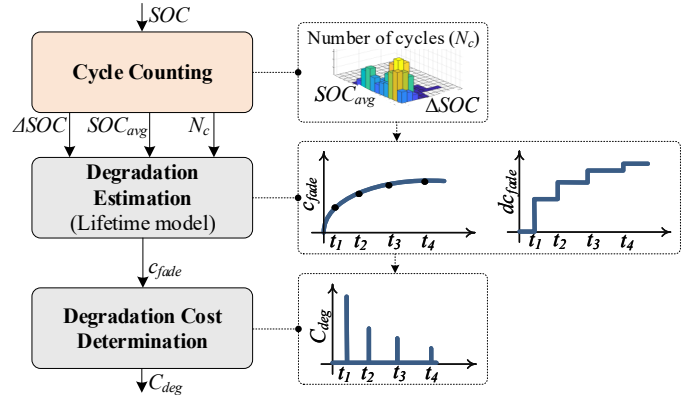 SOC
Cycle Counting
ΔSOC
SOCavg
Nc
Degradation
Estimation
(Lifetime model)
cfade
Degradation Cost
Determination
Cdeg
Number of cycles (Nc)
SOCavg
ΔSOC
cfade
t1 t2 t3 t4
dcfade
t1 t2 t3 t4
Cdeg
t1 t2 t3 t4